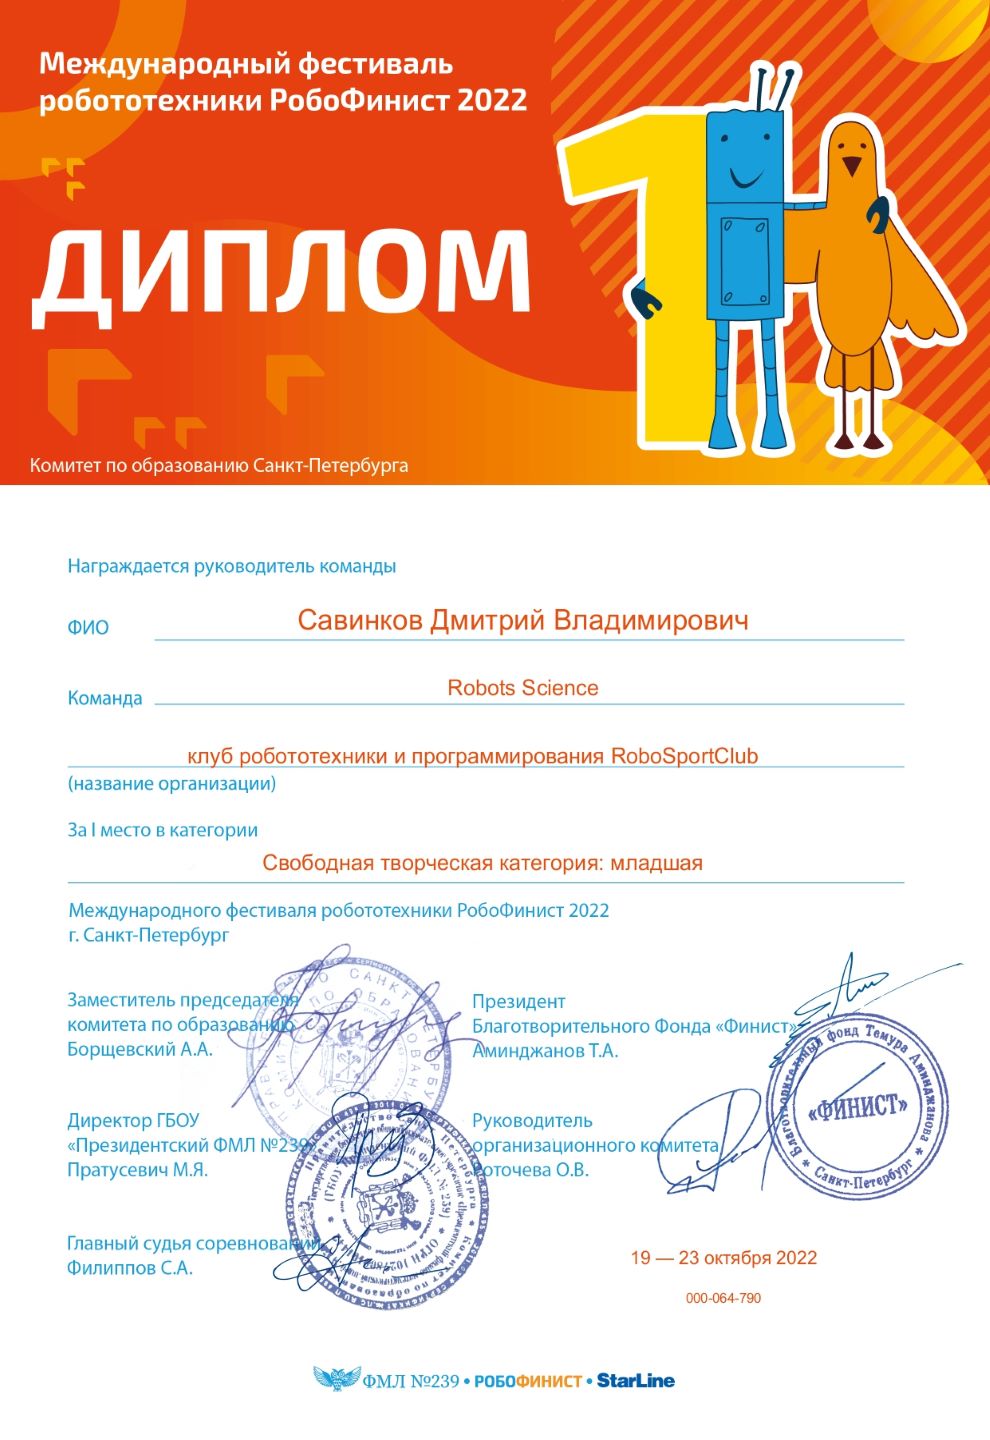 Международный фестиваль
робототехники РобоФинист 2022
1
ДИПЛОМ
Комитет по образованию Санкт-Петербурга
Награждается руководитель команды
ФИО Савинков Дмитрий Владимирович
Команда Robots Science
клуб робототехники и программирования RoboSportClub
(название организации)
За I место в категории
Свободная творческая категория: младшая
Международного фестиваля робототехники РобоФинист 2022
г. Санкт-Петербург
Заместитель председателя
комитета по образованию
Борщевский А.А.
Президент
Благотворительного Фонда «Финист»
Аминджанов Т.А.
Благотворительный фонд Темура Аминджанова
«ФИНИСТ»
* Санкт-Петербург *
Директор ГБОУ
«Президентский ФМЛ №239»
Пратусевич М.Я.
Руководитель
организационного комитета
О.В.
Главный судья соревнований
Филиппов С.А.
19 — 23 октября 2022
000-064-790
ФМЛ №239 • РОБОФИНИСТ • StarLine